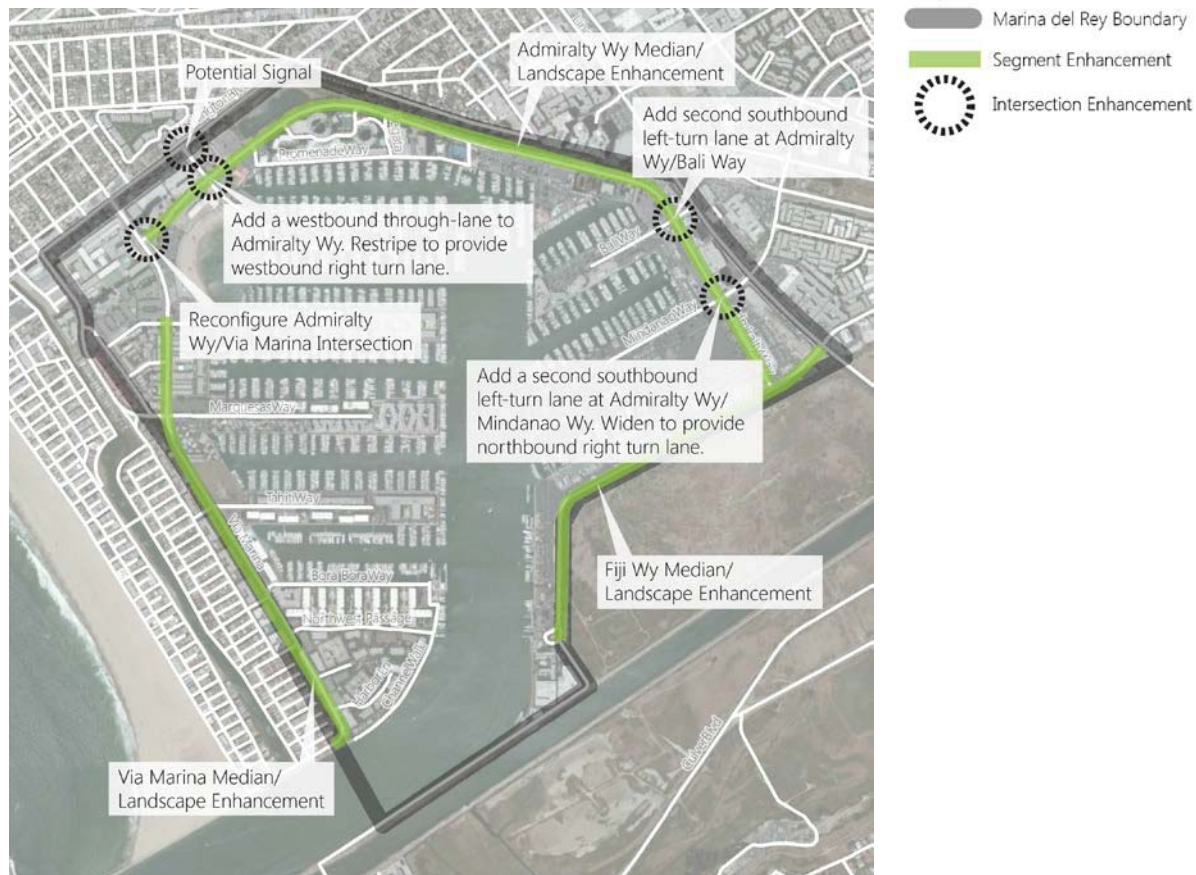 Marina del Rey Boundary
Segment Enhancement
Intersection Enhancement
Admiralty Wy Median/
Landscape Enhancement
Potential Signal
Add second southbound
left-turn lane at Admiralty
Wy/Bali Way
Promenade Way
Add a westbound through-lane to
Admiralty Wy. Restripe to provide
westbound right turn lane.
Bali Way
Mindanao Way
Reconfigure Admiralty
Wy/Via Marina Intersection
Add a second southbound
left-turn lane at Admiralty Wy/
Mindanao Wy. Widen to provide
northbound right turn lane.
Marquesas Way
Tahiti Way
Via Marina
Fiji Wy Median/
Landscape Enhancement
Bora Bora Way
Northwest Passage
Channel Walk
Culver Blvd
Via Marina Median/
Landscape Enhancement